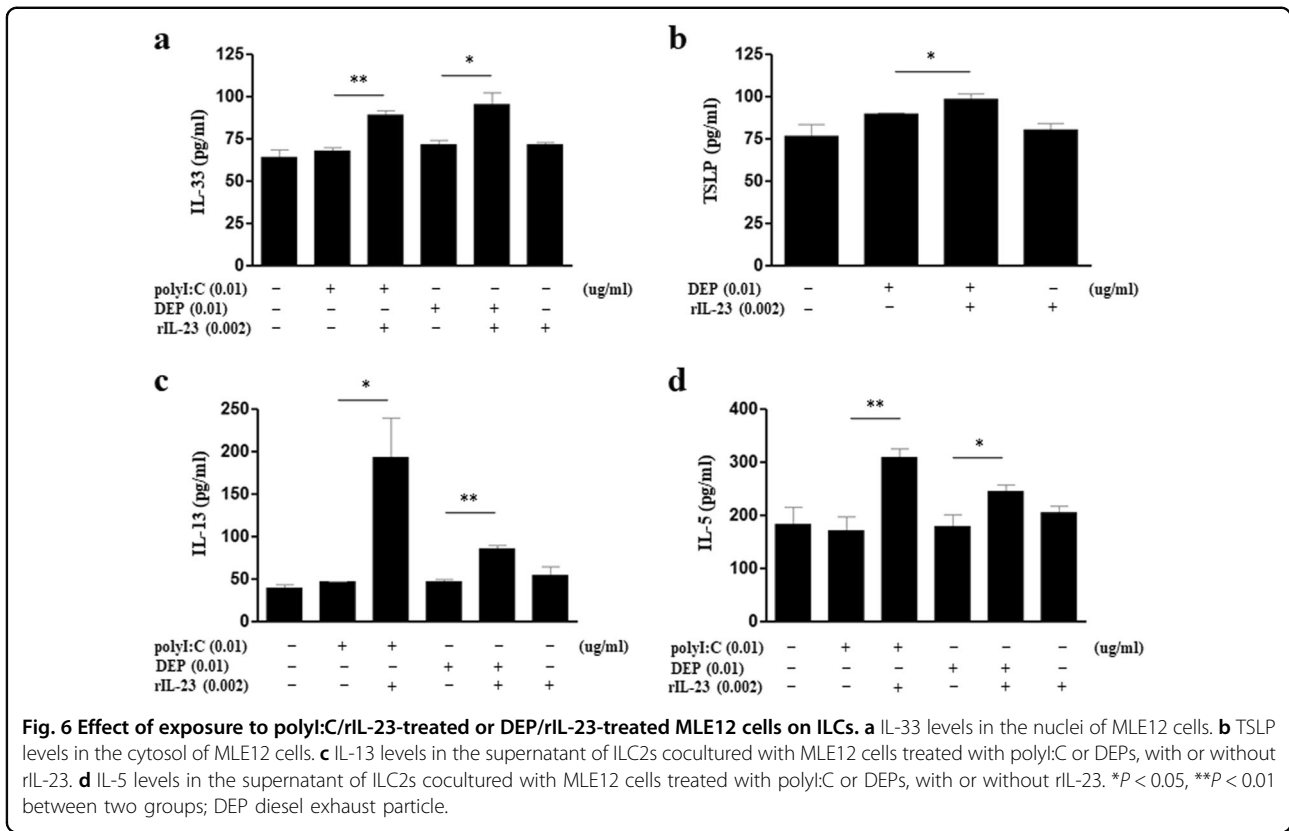 a
**
*
IL-33 (pg/ml)
125
100
75
50
25
0
polyI:C (0.01) − + + − − − (ug/ml)
DEP (0.01) − − − + + −
rIL-23 (0.002) − − + − + +
b
*
TSLP (pg/ml)
125
100
75
50
25
0
DEP (0.01) − + + − (ug/ml)
rIL-23 (0.002) − − + +
c
*
**
IL-13 (pg/ml)
250
200
150
100
50
0
polyI:C (0.01) − + + − − − (ug/ml)
DEP (0.01) − − − + + −
rIL-23 (0.002) − − + − + +
d
**
*
IL-5 (pg/ml)
400
300
200
100
0
polyI:C (0.01) − + + − − − (ug/ml)
DEP (0.01) − − − + + −
rIL-23 (0.002) − − + − + +
Fig. 6 Effect of exposure to polyI:C/rIL-23-treated or DEP/rIL-23-treated MLE12 cells on ILCs. a IL-33 levels in the nuclei of MLE12 cells. b TSLP
levels in the cytosol of MLE12 cells. c IL-13 levels in the supernatant of ILC2s cocultured with MLE12 cells treated with polyI:C or DEPs, with or without
rIL-23. d IL-5 levels in the supernatant of ILC2s cocultured with MLE12 cells treated with polyI:C or DEPs, with or without rIL-23. *P < 0.05, **P < 0.01
between two groups; DEP diesel exhaust particle.